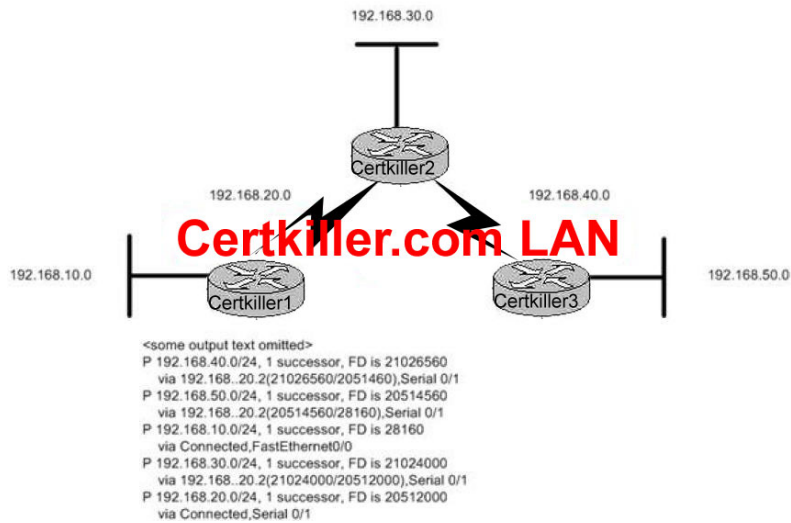 192.168.30.0
Certkiller2
192.168.20.0
192.168.40.0
Certkiller.com LAN
192.168.10.0
192.168.50.0
Certkiller1
Certkiller3
<some output text omitted>
P 192.168.40.0/24, 1 successor, FD is 21026560
via 192.168..20.2(21026560/2051460),Serial 0/1
P 192.168.50.0/24, 1 successor, FD is 20514560
via 192.168..20.2(20514560/28160),Serial 0/1
P 192.168.10.0/24, 1 successor, FD is 28160
via Connected,FastEthernet0/0
P 192.168.30.0/24, 1 successor, FD is 21024000
via 192.168..20.2(21024000/20512000),Serial 0/1
P 192.168.20.0/24, 1 successor, FD is 20512000
via Connected,Serial 0/1